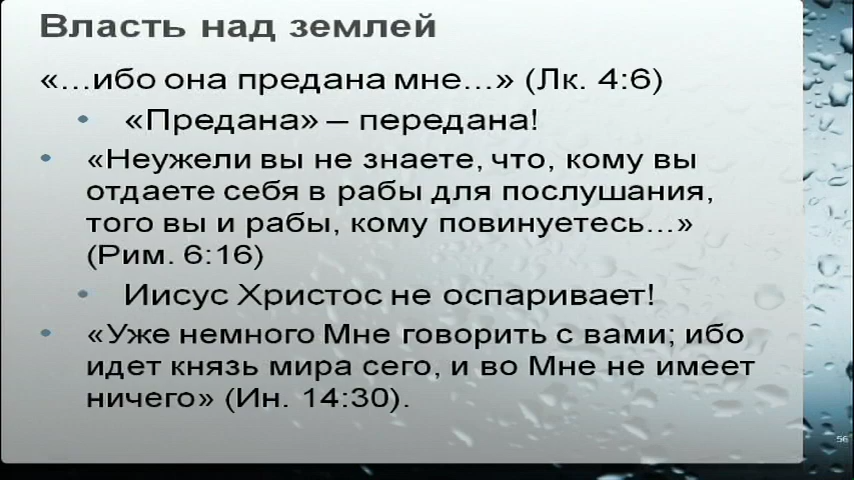 Власть над землей
«…ибо она предана мне…» (Лк. 4:6)
• «Предана» – передана!
• «Неужели вы не знаете, что, кому вы
отдаете себя в рабы для послушания,
того вы и рабы, кому повинуетесь…»
(Рим. 6:16)
• Иисус Христос не оспаривает!
• «Уже немного Мне говорить с вами; ибо
идет князь мира сего, и во Мне не имеет
ничего» (Ин. 14:30).
56